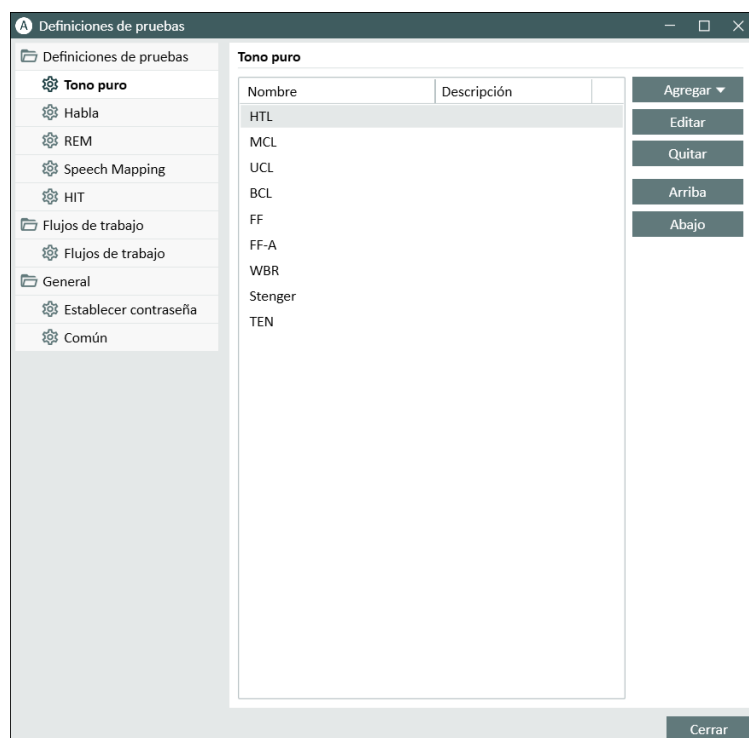 A Definiciones de pruebas
Definiciones de pruebas
Tono puro
Habla
REM
Speech Mapping
HIT
Flujos de trabajo
Flujos de trabajo
General
Establecer contraseña
Común
Tono puro
Nombre Descripción
HTL
MCL
UCL
BCL
FF
FF-A
WBR
Stenger
TEN
Agregar
Editar
Quitar
Arriba
Abajo
Cerrar